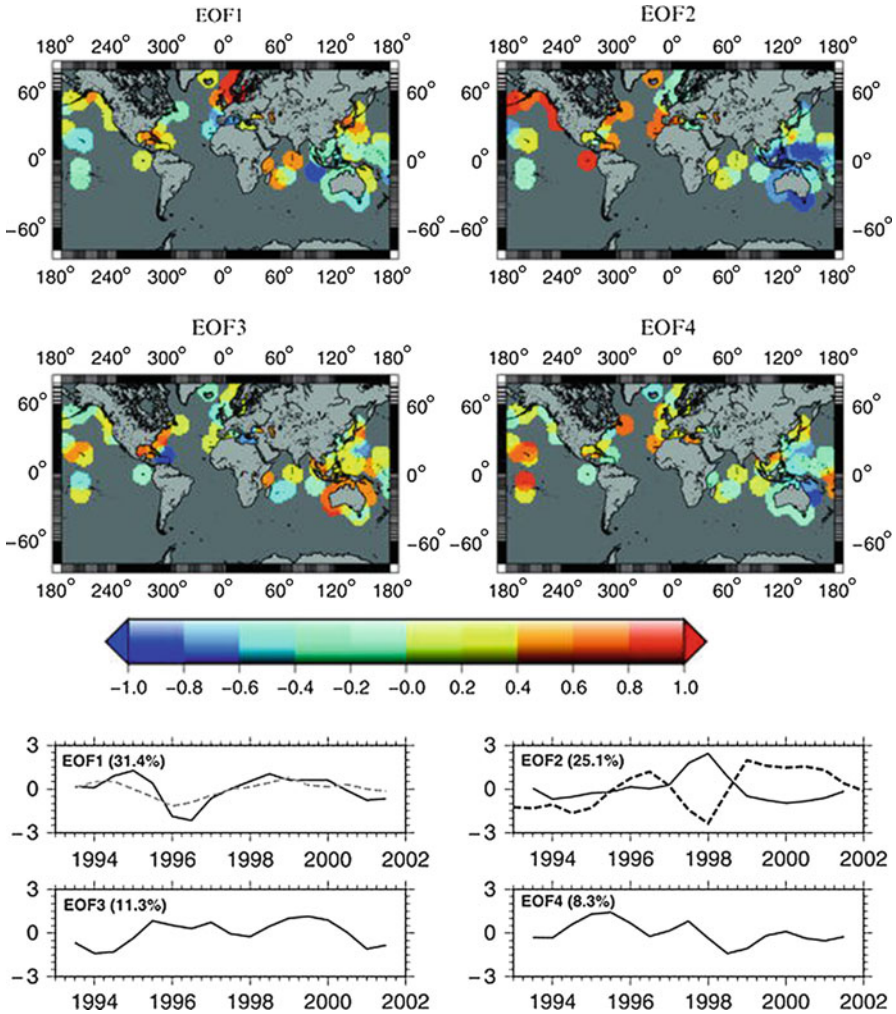 EOF1 EOF2
180° 240° 300° 0° 60° 120° 180° 180° 240° 300° 0° 60° 120° 180°
60° 60° 60° 60°
0° 0° 0° 0°
−60° −60° −60° −60°
180° 240° 300° 0° 60° 120° 180° 180° 240° 300° 0° 60° 120° 180°
EOF3 EOF4
180° 240° 300° 0° 60° 120° 180° 180° 240° 300° 0° 60° 120° 180°
60° 60° 60° 60°
0° 0° 0° 0°
−60° −60° −60° −60°
180° 240° 300° 0° 60° 120° 180° 180° 240° 300° 0° 60° 120° 180°
−1.0 −0.8 −0.6 −0.4 −0.2 −0.0 0.2 0.4 0.6 0.8 1.0
3 3
EOF1 (31.4%) EOF2 (25.1%)
0 0
−3 −3
1994 1996 1998 2000 2002 1994 1996 1998 2000 2002
3 3
EOF3 (11.3%) EOF4 (8.3%)
0 0
−3 −3
1994 1996 1998 2000 2002 1994 1996 1998 2000 2002